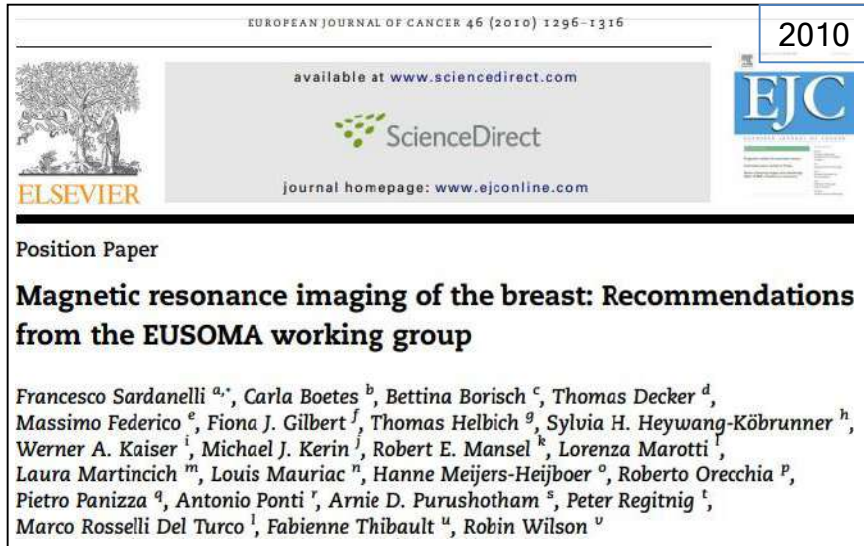 EUROPEAN JOURNAL OF CANCER 46 (2010) 1296–1316
2010
available at www.sciencedirect.com
ScienceDirect
journal homepage: www.ejconline.com
ELSEVIER
EJC
Position Paper
Magnetic resonance imaging of the breast: Recommendations
from the EUSOMA working group
Francesco Sardanelli a,*, Carla Boetes b, Bettina Borisch c, Thomas Decker d,
Massimo Federico e, Fiona J. Gilbert f, Thomas Helbich g, Sylvia H. Heywang-Köbrunner h,
Werner A. Kaiser i, Michael J. Kerin j, Robert E. Mansel k, Lorenza Marotti l,
Laura Martincich m, Louis Mauriac n, Hanne Meijers-Heijboer o, Roberto Orecchia p,
Pietro Panizza q, Antonio Ponti r, Arnie D. Purushotham s, Peter Regitnig t,
Marco Rosselli Del Turco l, Fabienne Thibault u, Robin Wilson v